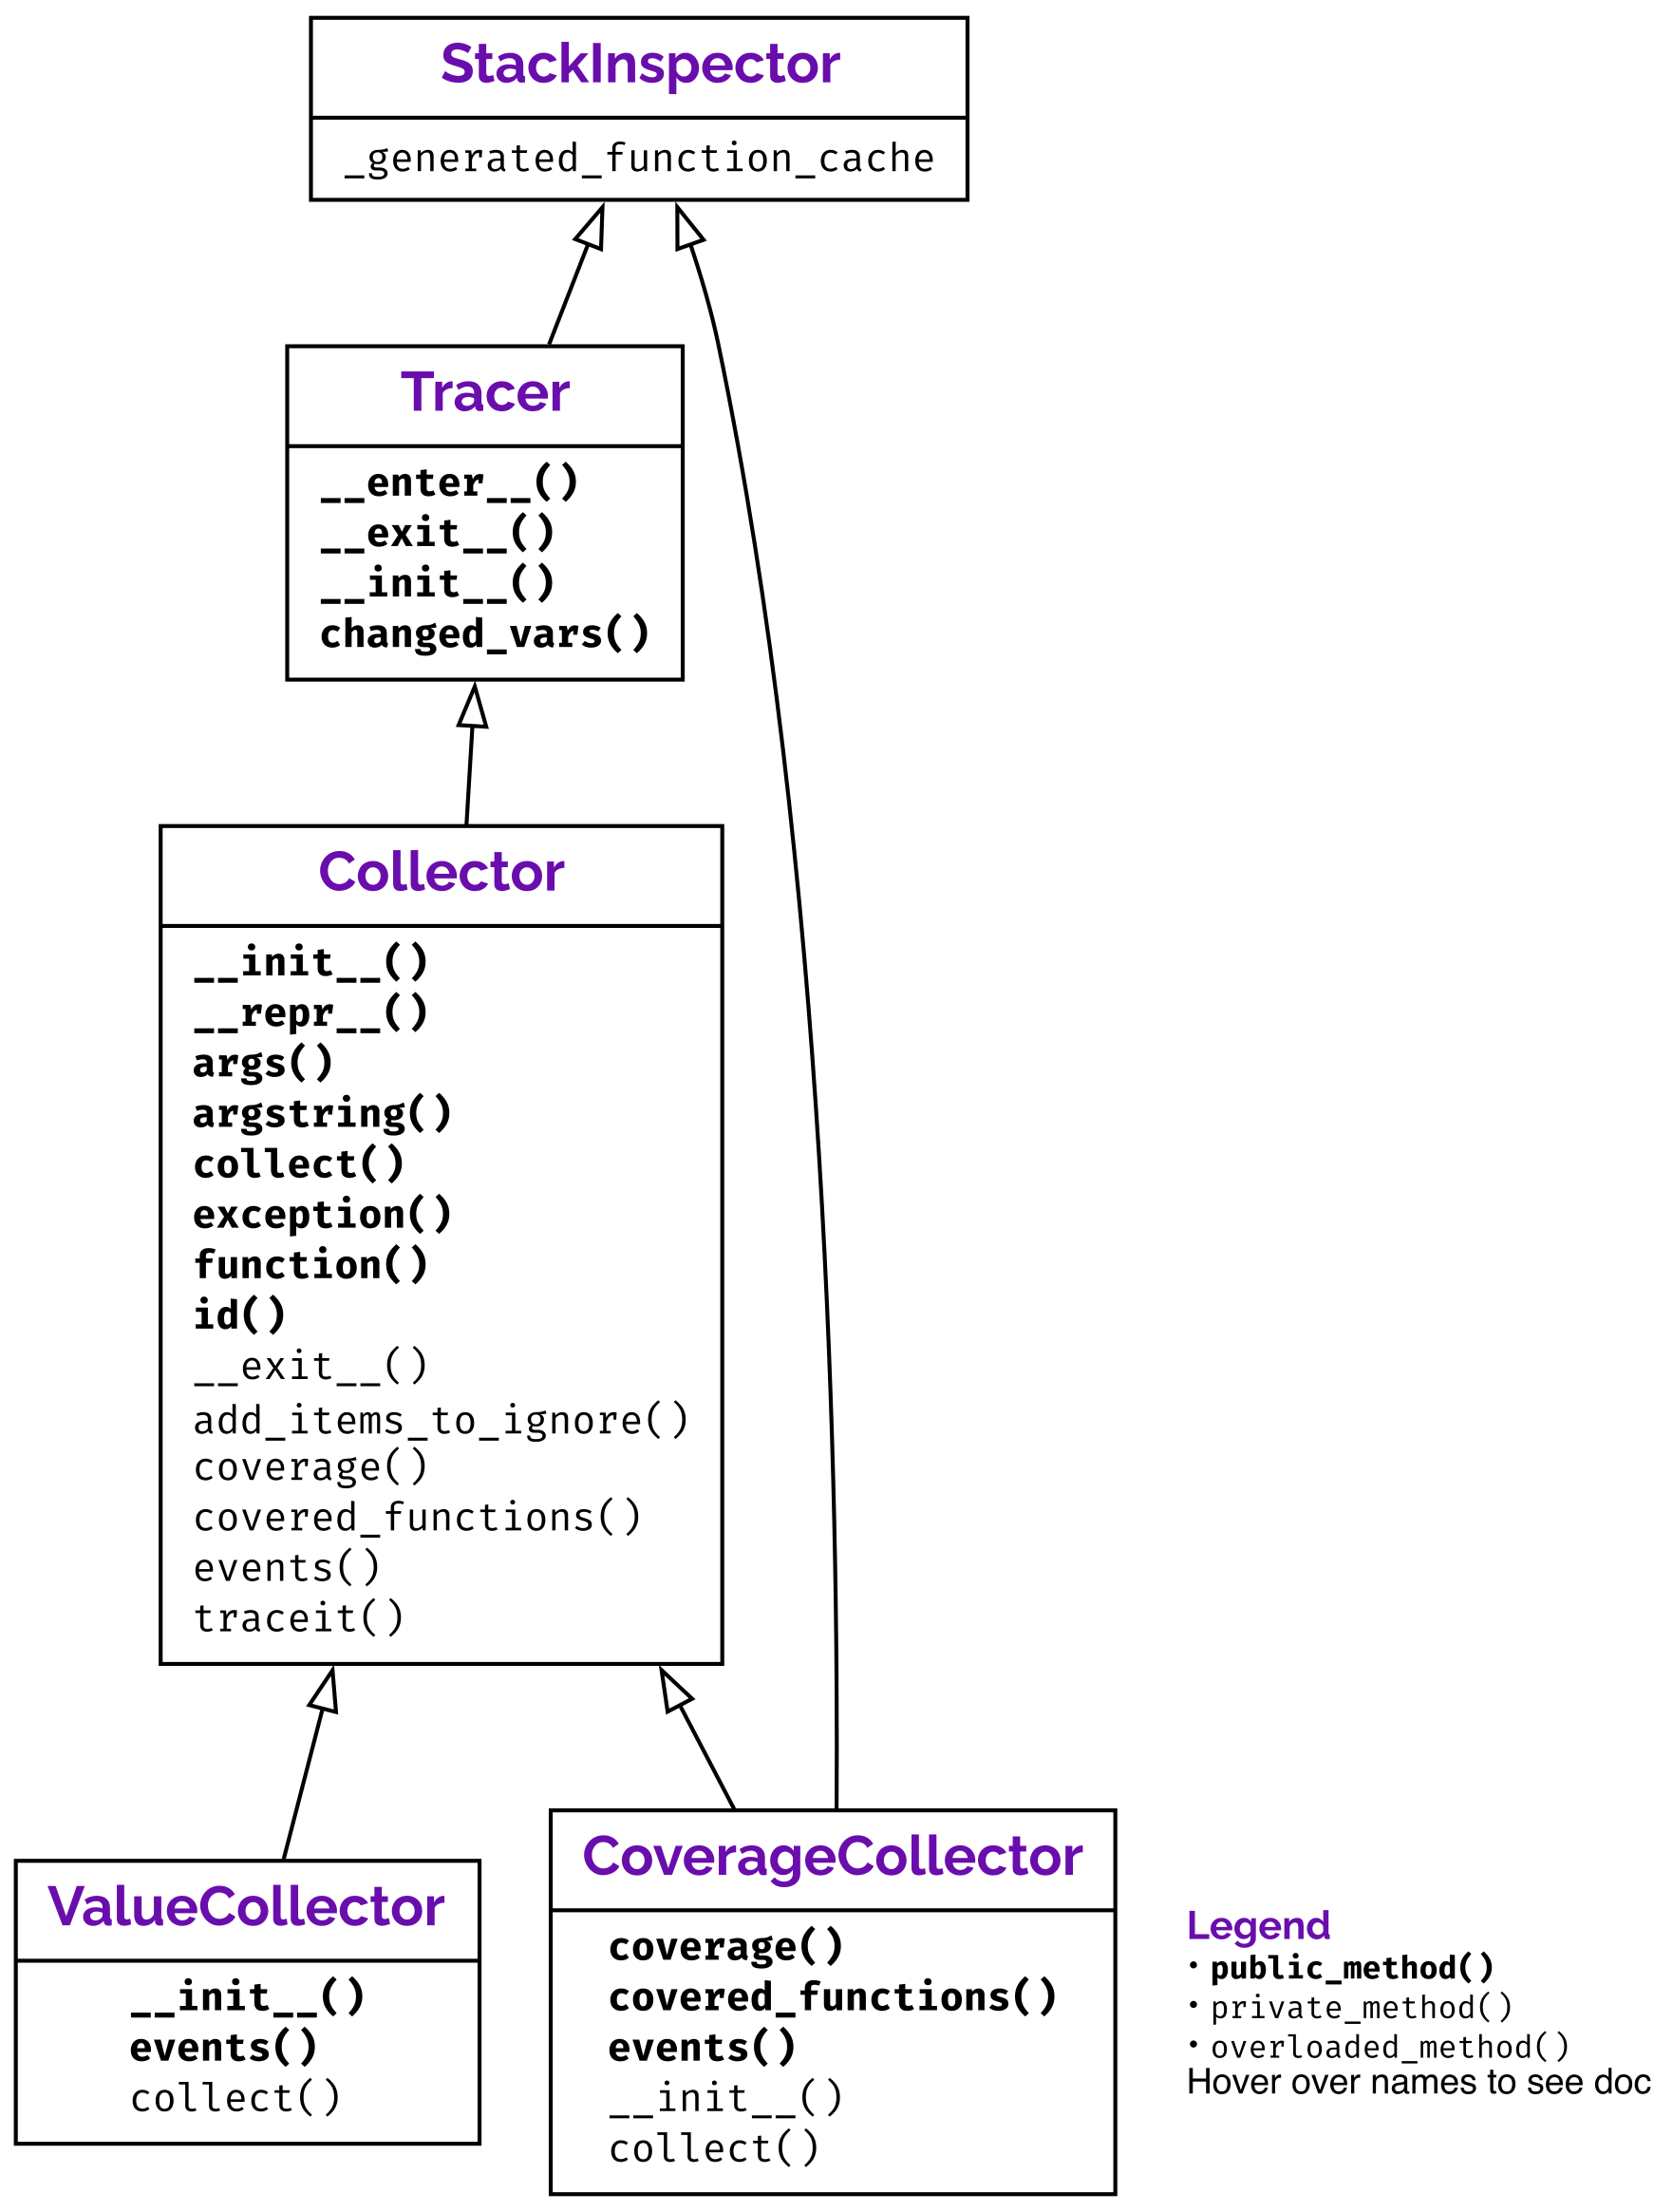 StackInspector
_generated_function_cache
Tracer
__enter__()
__exit__()
__init__()
changed_vars()
Collector
__init__()
__repr__()
args()
argstring()
collect()
exception()
function()
id()
__exit__()
add_items_to_ignore()
coverage()
covered_functions()
events()
traceit()
ValueCollector
__init__()
events()
collect()
CoverageCollector
coverage()
covered_functions()
events()
__init__()
collect()
Legend
• public_method()
• private_method()
• overloaded_method()
Hover over names to see doc